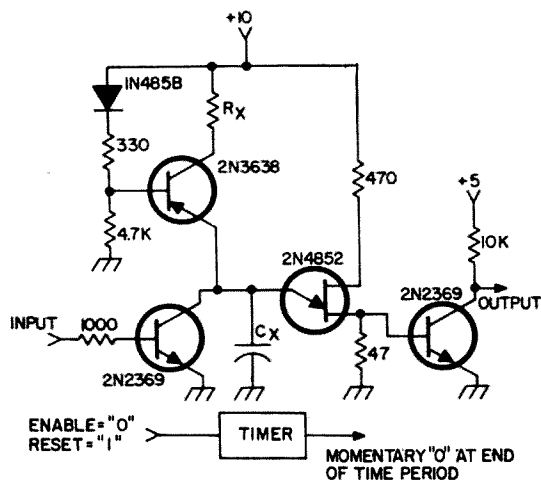 +10
IN485B
RX
330
2N3638
470
+5
4.7K
10K
2N4852
2N2369
OUTPUT
INPUT
1000
CX
47
2N2369
ENABLE="0"
RESET="1"
TIMER
MOMENTARY "0" AT END
OF TIME PERIOD